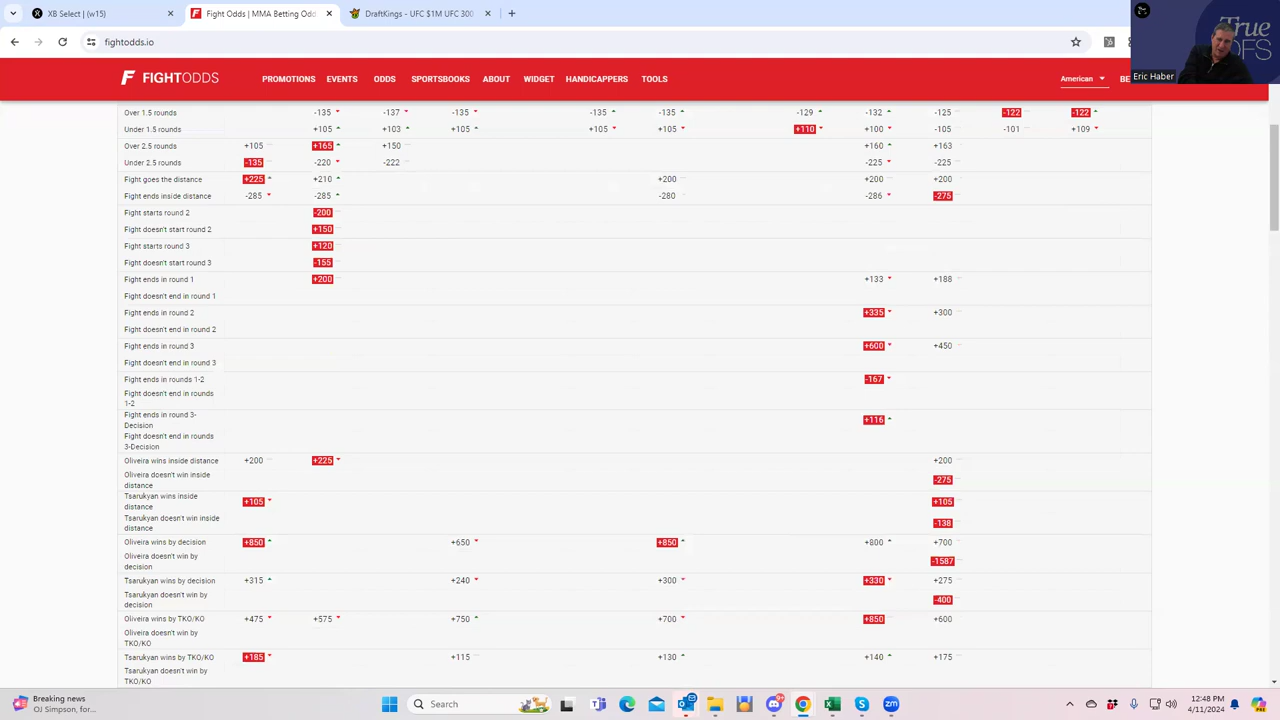 XB Select | (w15)
Fight Odds | MMA Betting Odd
DraftKings - UFC $1M UFC 300
fightodds.io
True
DFS
Eric Haber
FIGHTODDS PROMOTIONS EVENTS ODDS SPORTSBOOKS ABOUT WIDGET HANDICAPPERS TOOLS American BE
Over 1.5 rounds -135 -137 -135 -135 -135 -129 -132 -125 -122 -122
Under 1.5 rounds +105 +103 +105 +105 +105 +110 +100 -105 -101 +109
Over 2.5 rounds +105 +165 +150 +160 +163
Under 2.5 rounds -135 -220 -222 -225 -225
Fight goes the distance +225 +210 +200 +200 +200
Fight ends inside distance -285 -285 -280 -286 -275
Fight starts round 2 -200
Fight doesn't start round 2 +150
Fight starts round 3 +120
Fight doesn't start round 3 -155
Fight ends in round 1 +200 +133 +188
Fight doesn't end in round 1
Fight ends in round 2 +335 +300
Fight doesn't end in round 2
Fight ends in round 3 +600 +450
Fight doesn't end in round 3
Fight ends in rounds 1-2 -167
Fight doesn't end in rounds
1-2
Fight ends in round 3-
Decision +116
Fight doesn't end in rounds
3-Decision
Oliveira wins inside distance +200 +225 +200
Oliveira doesn't win inside
distance -275
Tsarukyan wins inside
distance +105 +105
Tsarukyan doesn't win inside
distance -138
Oliveira wins by decision +850 +650 +850 +800 +700
Oliveira doesn't win by
decision -1587
Tsarukyan wins by decision +315 +240 +300 +330 +275
Tsarukyan doesn't win by
decision -400
Oliveira wins by TKO/KO +475 +575 +750 +700 +850 +600
Oliveira doesn't win by
TKO/KO
Tsarukyan wins by TKO/KO +185 +115 +130 +140 +175
Tsarukyan doesn't win by
TKO/KO
Breaking news
OJ Simpson, for...
Search
9+
12:48 PM
4/11/2024